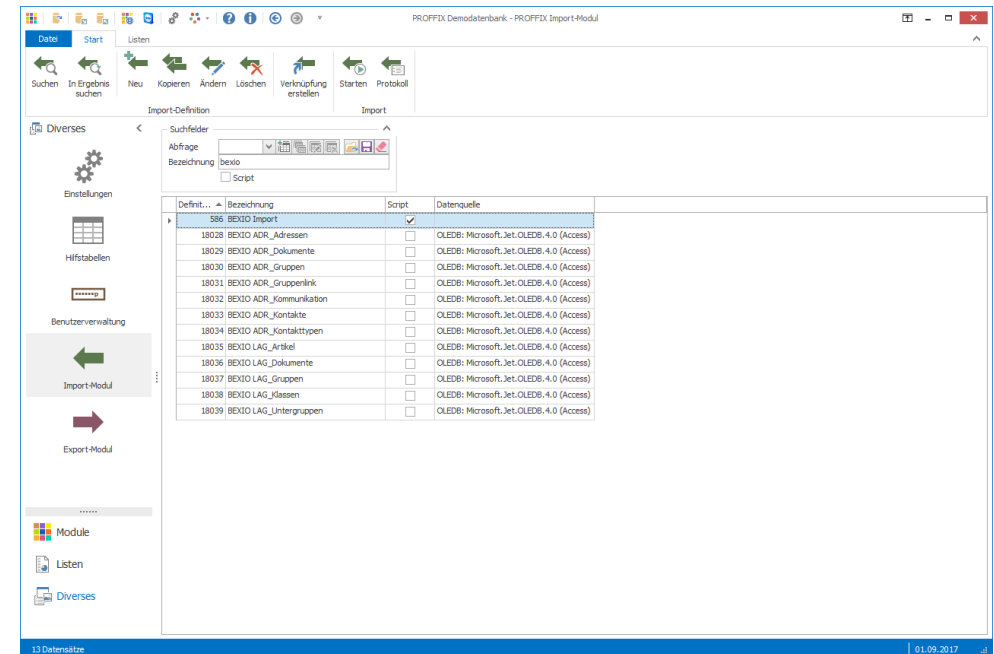 PROFFIX Demodatenbank - PROFFIX Import-Modul
Datei Start Listen
Suchen In Ergebnis suchen Neu Kopieren Ändern Löschen Verknüpfung erstellen Starten Protokoll
Import-Definition Import
Diverses
Suchfelder
Abfrage
Bezeichnung bexio
Script
Einstellungen
Hilfstabellen
Benutzerverwaltung
Import-Modul
Export-Modul
Definit... Bezeichnung Script Datenquelle
586 BEXIO Import
18028 BEXIO ADR_Adressen OLEDB: Microsoft.Jet.OLEDB.4.0 (Access)
18029 BEXIO ADR_Dokumente OLEDB: Microsoft.Jet.OLEDB.4.0 (Access)
18030 BEXIO ADR_Gruppen OLEDB: Microsoft.Jet.OLEDB.4.0 (Access)
18031 BEXIO ADR_Gruppenlink OLEDB: Microsoft.Jet.OLEDB.4.0 (Access)
18032 BEXIO ADR_Kommunikation OLEDB: Microsoft.Jet.OLEDB.4.0 (Access)
18033 BEXIO ADR_Kontakte OLEDB: Microsoft.Jet.OLEDB.4.0 (Access)
18034 BEXIO ADR_Kontakttypen OLEDB: Microsoft.Jet.OLEDB.4.0 (Access)
18035 BEXIO LAG_Artikel OLEDB: Microsoft.Jet.OLEDB.4.0 (Access)
18036 BEXIO LAG_Dokumente OLEDB: Microsoft.Jet.OLEDB.4.0 (Access)
18037 BEXIO LAG_Gruppen OLEDB: Microsoft.Jet.OLEDB.4.0 (Access)
18038 BEXIO LAG_Klassen OLEDB: Microsoft.Jet.OLEDB.4.0 (Access)
18039 BEXIO LAG_Untergruppen OLEDB: Microsoft.Jet.OLEDB.4.0 (Access)
Module
Listen
Diverses
13 Datensätze 01.09.2017